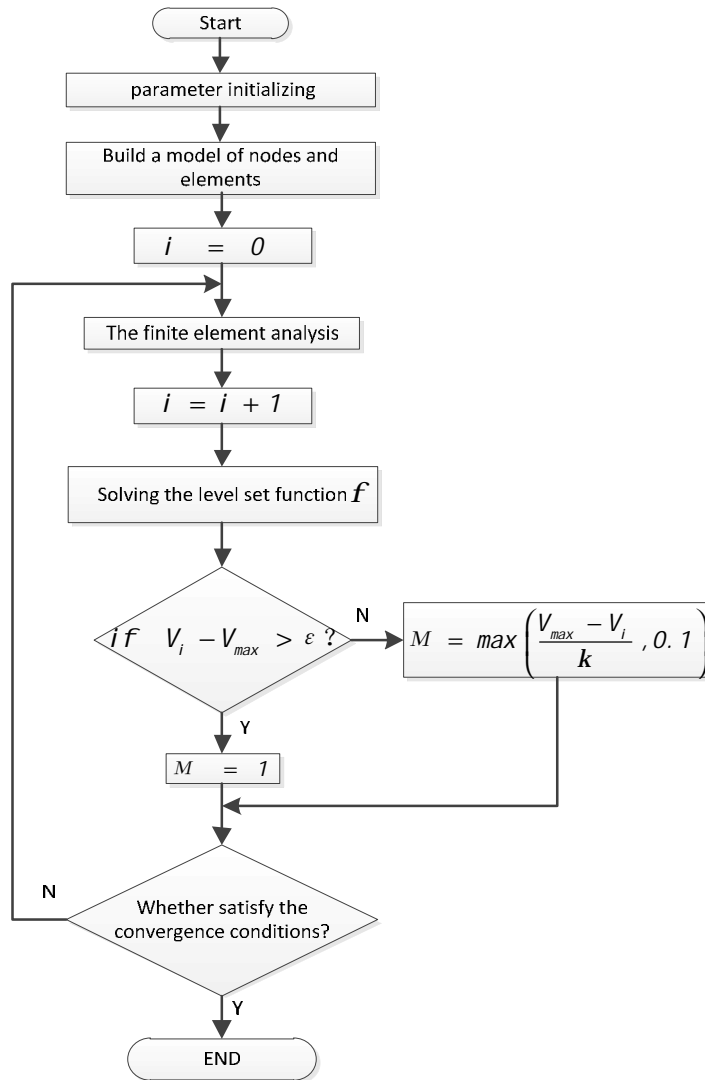 Start
parameter initializing
Build a model of nodes and
elements
i = 0
The finite element analysis
i = i + 1
Solving the level set function f
if V_i − V_max > ε ?
N
M = max( (V_max − V_i) / k , 0.1 )
Y
M = 1
N
Whether satisfy the
convergence conditions?
Y
END